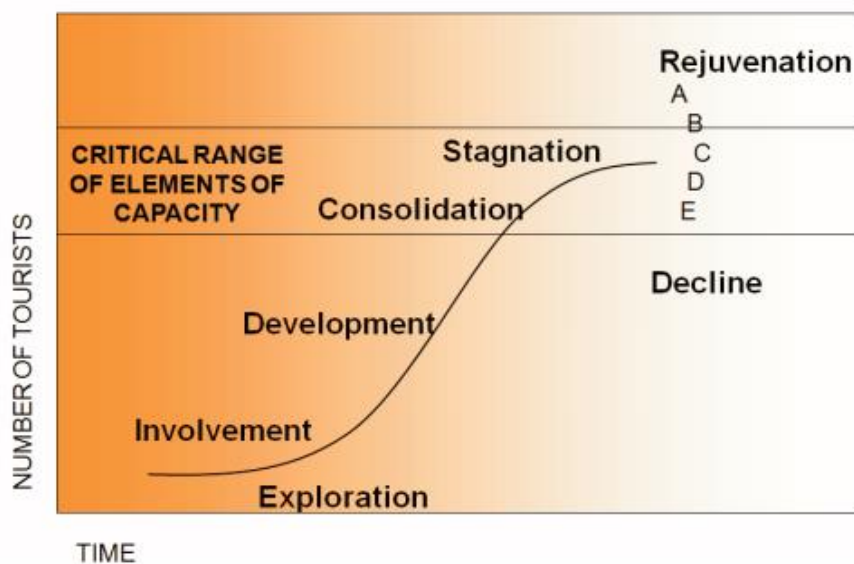 Rejuvenation
A
B
CRITICAL RANGE
OF ELEMENTS OF
CAPACITY
Stagnation
C
D
Consolidation
E
NUMBER OF TOURISTS
Decline
Development
Involvement
Exploration
TIME